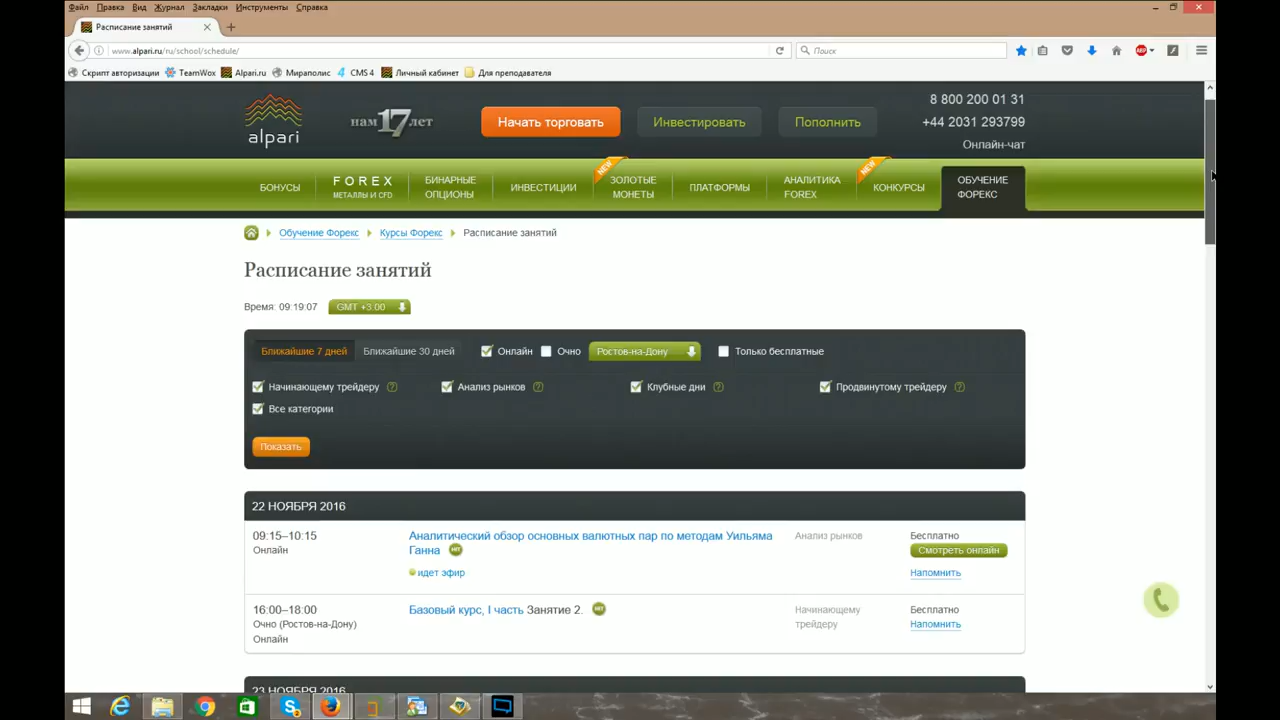 Файл Правка Вид Журнал Закладки Инструменты Справка
Расписание занятий
www.alpari.ru/ru/school/schedule/
Поиск
ABP
Скрипт авторизации TeamWox Alpari.ru Мираполис CMS 4 Личный кабинет Для преподавателя
alpari
нам 17 лет
Начать торговать
Инвестировать
Пополнить
8 800 200 01 31
+44 2031 293799
Онлайн-чат
БОНУСЫ
FOREX
МЕТАЛЛЫ И CFD
БИНАРНЫЕ
ОПЦИОНЫ
ИНВЕСТИЦИИ
NEW
ЗОЛОТЫЕ
МОНЕТЫ
ПЛАТФОРМЫ
АНАЛИТИКА
FOREX
NEW
КОНКУРСЫ
ОБУЧЕНИЕ
ФОРЕКС
Обучение Форекс Курсы Форекс Расписание занятий
Расписание занятий
Время: 09:19:07 GMT +3.00
Ближайшие 7 дней Ближайшие 30 дней Онлайн Очно Ростов-на-Дону Только бесплатные
Начинающему трейдеру ? Анализ рынков ? Клубные дни ? Продвинутому трейдеру ?
Все категории
Показать
22 НОЯБРЯ 2016
09:15–10:15
Онлайн
Аналитический обзор основных валютных пар по методам Уильяма
Ганна
идет эфир
Анализ рынков
Бесплатно
Смотреть онлайн
Напомнить
16:00–18:00
Очно (Ростов-на-Дону)
Онлайн
Базовый курс, I часть Занятие 2.
Начинающему
трейдеру
Бесплатно
Напомнить
23 НОЯБРЯ 2016